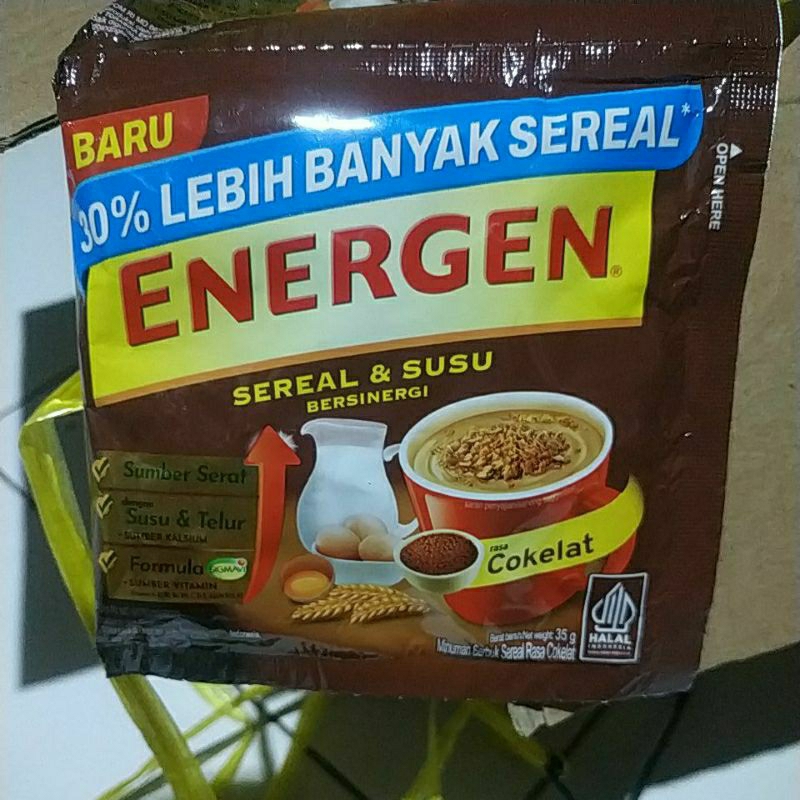 BARU
30% LEBIH BANYAK SEREAL*
OPEN HERE
ENERGEN®
SEREAL & SUSU
BERSINERGI
Sumber Serat
dengan
Susu & Telur
• SUMBER KALSIUM
Formula SIGMAVIT
• SUMBER VITAMIN
rasa
Cokelat
Berat bersih/Net weight: 35 g
Minuman Serbuk Sereal Rasa Cokelat
HALAL
INDONESIA